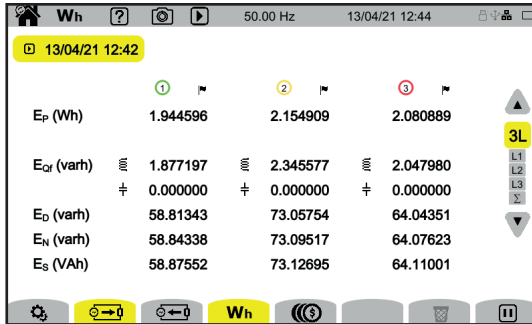 Wh ? 50.00 Hz 13/04/21 12:44
13/04/21 12:42
1 2 3
EP (Wh) 1.944596 2.154909 2.080889
3L
EQf (varh) 1.877197 2.345577 2.047980
L1
0.000000 0.000000 0.000000
L2
L3
Σ
ED (varh) 58.81343 73.05754 64.04351
EN (varh) 58.84338 73.09517 64.07623
ES (VAh) 58.87552 73.12695 64.11001
Wh $